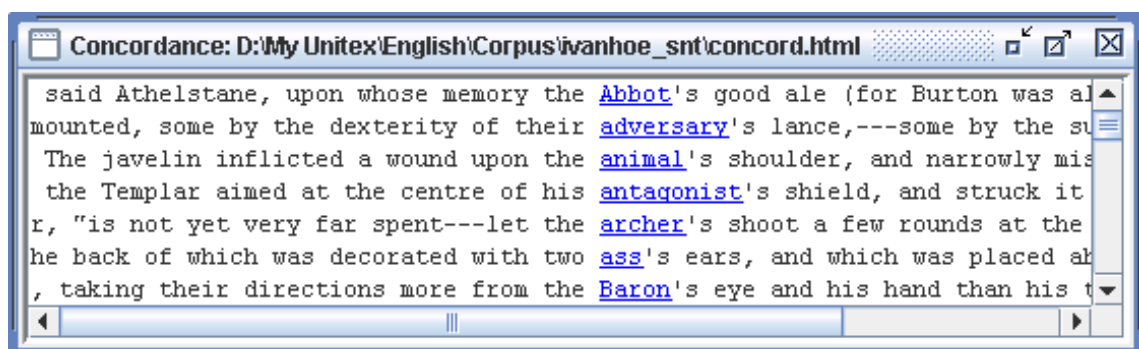 Concordance: D:\My Unitex\English\Corpus\ivanhoe_snt\concord.html
said Athelstane, upon whose memory the Abbot's good ale (for Burton was al
mounted, some by the dexterity of their adversary's lance,---some by the su
The javelin inflicted a wound upon the animal's shoulder, and narrowly mis
the Templar aimed at the centre of his antagonist's shield, and struck it
r, "is not yet very far spent---let the archer's shoot a few rounds at the
he back of which was decorated with two ass's ears, and which was placed ab
, taking their directions more from the Baron's eye and his hand than his t